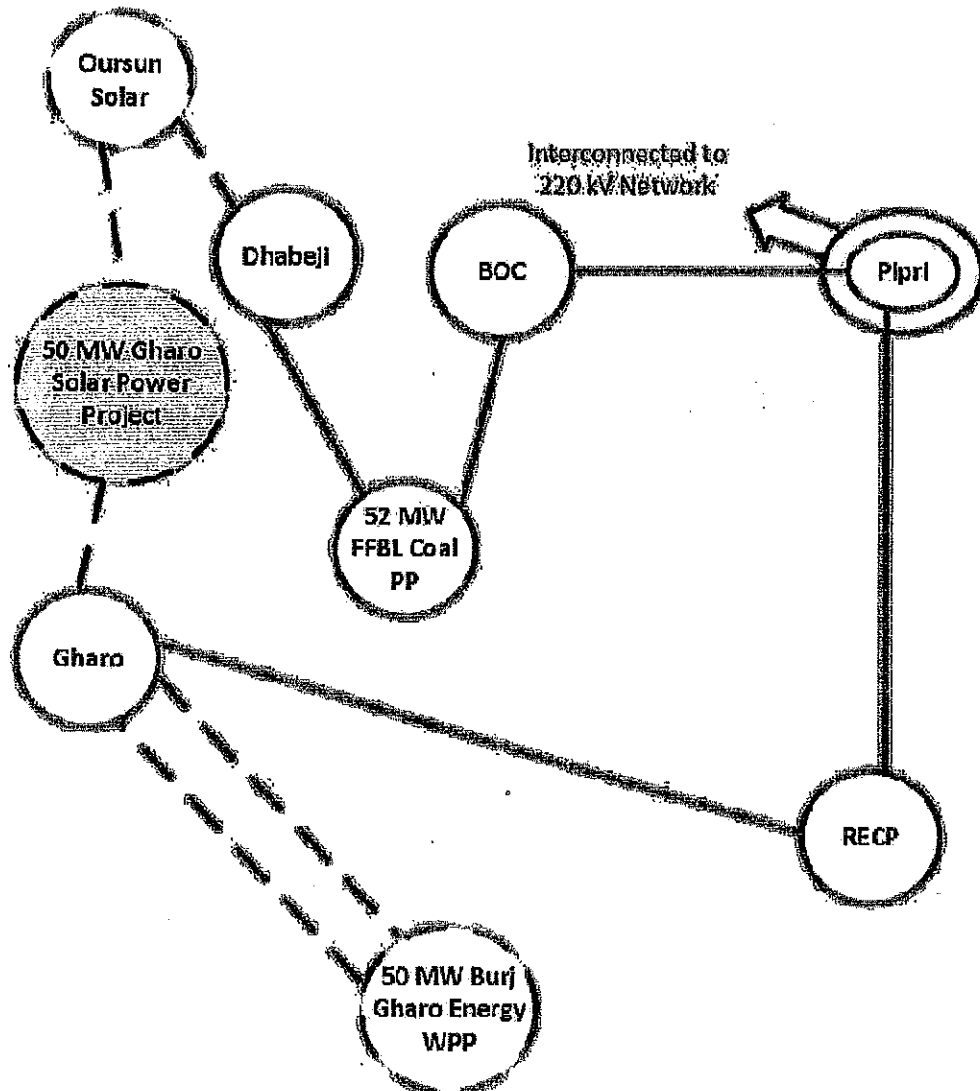 Oursun
Solar
Interconnected to
220 kV Network
Dhabeji
BOC
Pipri
50 MW Gharo
Solar Power
Project
52 MW
FFBL Coal
PP
Gharo
RECP
50 MW Burj
Gharo Energy
WPP